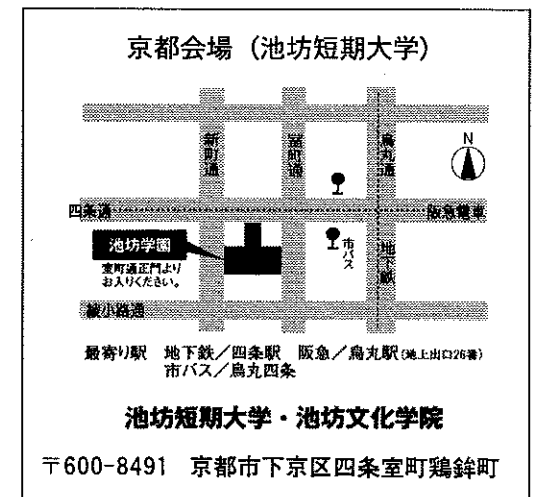 京都会場（池坊短期大学）
新町通
室町通
烏丸通
N
四条通
阪急電車
池坊学園
室町通正門より
お入りください。
市バス
地下鉄
綾小路通
最寄り駅　地下鉄／四条駅　阪急／烏丸駅（地上出口26番）
市バス／烏丸四条
池坊短期大学・池坊文化学院
〒600-8491　京都市下京区四条室町鶏鉾町